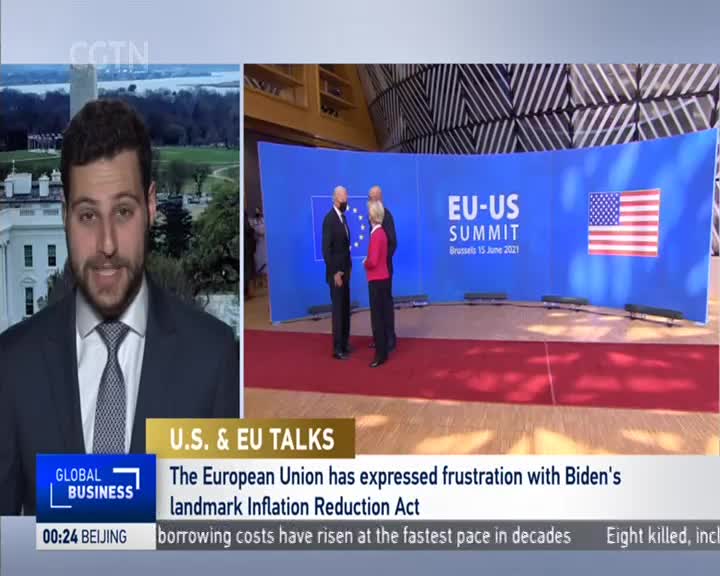 CGTN
EU-US
SUMMIT
Brussels 15 June 2021
U.S. & EU TALKS
GLOBAL
BUSINESS
The European Union has expressed frustration with Biden's
landmark Inflation Reduction Act
00:24 BEIJING
borrowing costs have risen at the fastest pace in decades
Eight killed, incl